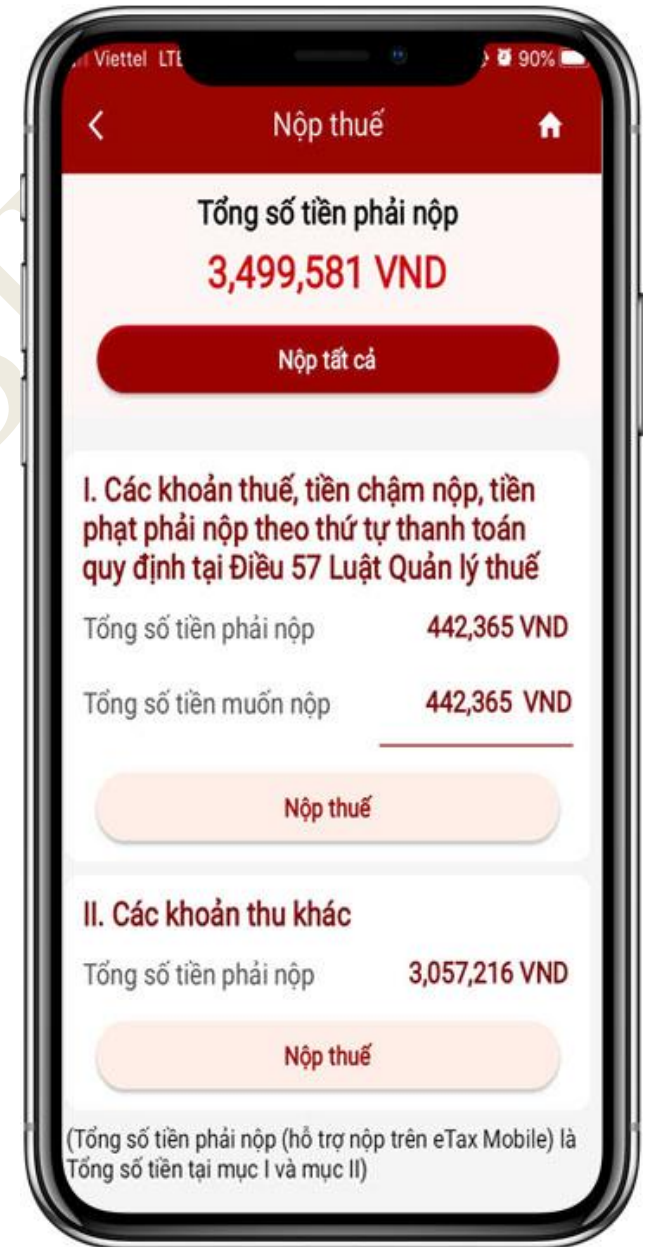 Viettel LTE 90%
Nộp thuế
Tổng số tiền phải nộp
3,499,581 VND
Nộp tất cả
I. Các khoản thuế, tiền chậm nộp, tiền
phạt phải nộp theo thứ tự thanh toán
quy định tại Điều 57 Luật Quản lý thuế
Tổng số tiền phải nộp 442,365 VND
Tổng số tiền muốn nộp 442,365 VND
Nộp thuế
II. Các khoản thu khác
Tổng số tiền phải nộp 3,057,216 VND
Nộp thuế
(Tổng số tiền phải nộp (hỗ trợ nộp trên eTax Mobile) là
Tổng số tiền tại mục I và mục II)